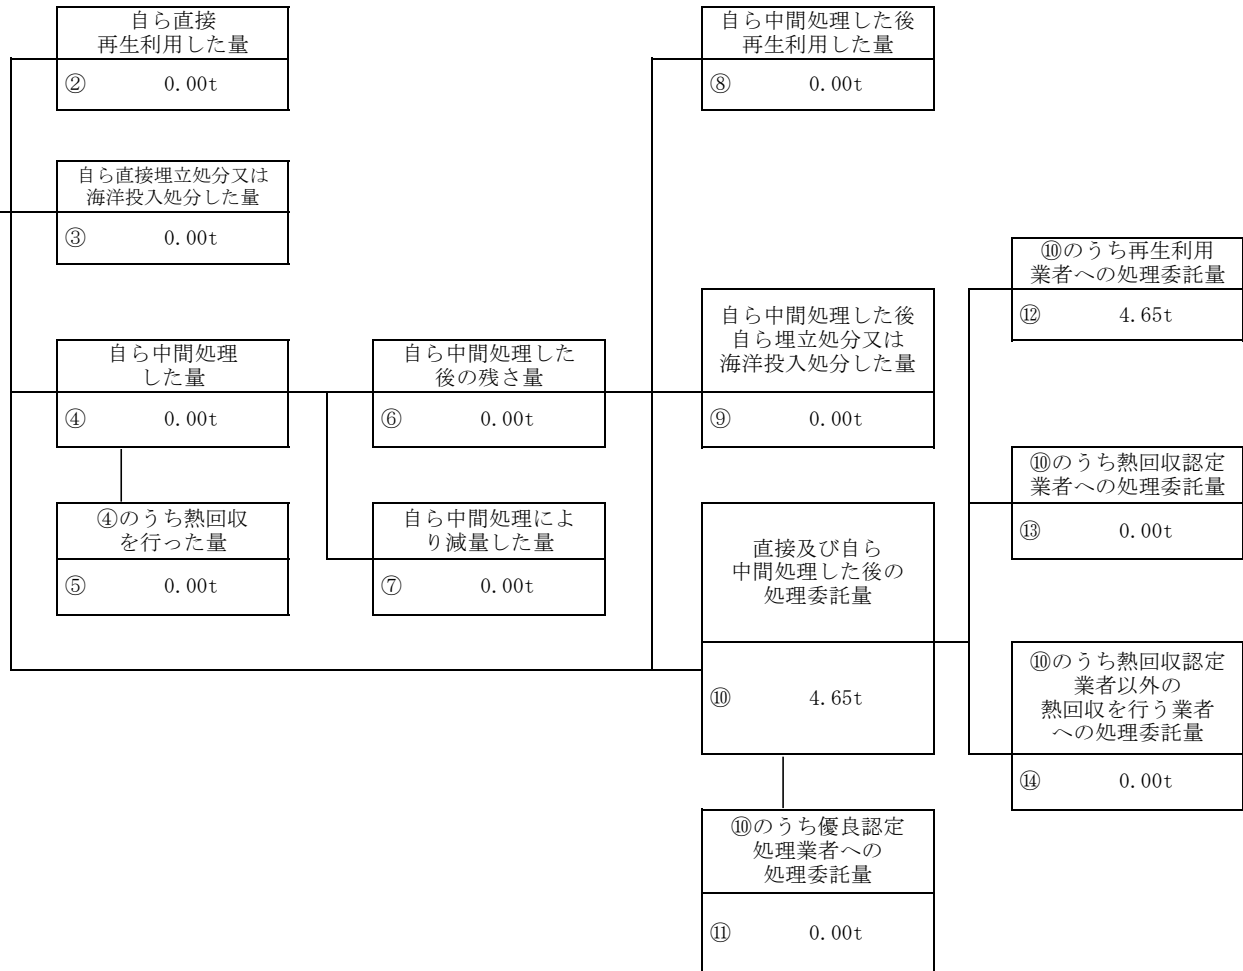 自ら直接
再生利用した量
② 0.00t
自ら直接埋立処分又は
海洋投入処分した量
③ 0.00t
自ら中間処理
した量
④ 0.00t
④のうち熱回収
を行った量
⑤ 0.00t
自ら中間処理した
後の残さ量
⑥ 0.00t
自ら中間処理によ
り減量した量
⑦ 0.00t
自ら中間処理した後
再生利用した量
⑧ 0.00t
自ら中間処理した後
自ら埋立処分又は
海洋投入処分した量
⑨ 0.00t
直接及び自ら
中間処理した後の
処理委託量
⑩ 4.65t
⑩のうち優良認定
処理業者への
処理委託量
⑪ 0.00t
⑩のうち再生利用
業者への処理委託量
⑫ 4.65t
⑩のうち熱回収認定
業者への処理委託量
⑬ 0.00t
⑩のうち熱回収認定
業者以外の
熱回収を行う業者
への処理委託量
⑭ 0.00t